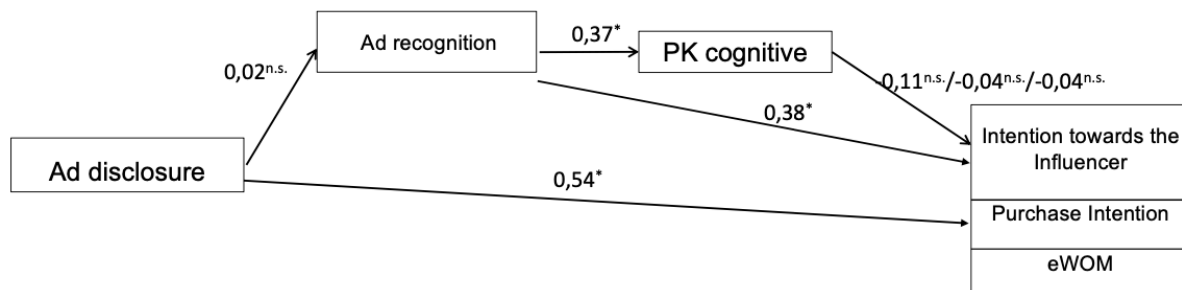 Ad recognition
0,37*
PK cognitive
0,02n.s.
-0,11n.s./-0,04n.s./-0,04n.s.
0,38*
Intention towards the
Influencer
Ad disclosure
0,54*
Purchase Intention
eWOM